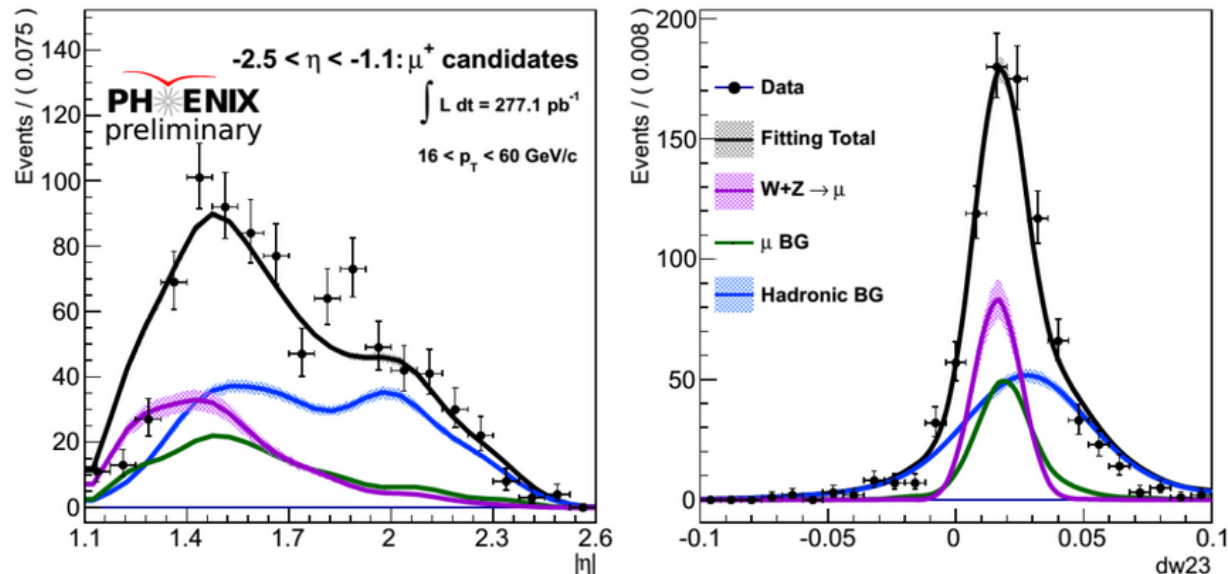 Events / ( 0.075 )
140
120
100
80
60
40
20
0
1.1 1.4 1.7 2 2.3 2.6
|η|
PHENIX
preliminary
-2.5 < η < -1.1: μ⁺ candidates
∫ L dt = 277.1 pb⁻¹
16 < p_T < 60 GeV/c
Events / ( 0.008 )
200
150
100
50
0
-0.1 -0.05 0 0.05 0.1
dw23
Data
Fitting Total
W+Z → μ
μ BG
Hadronic BG